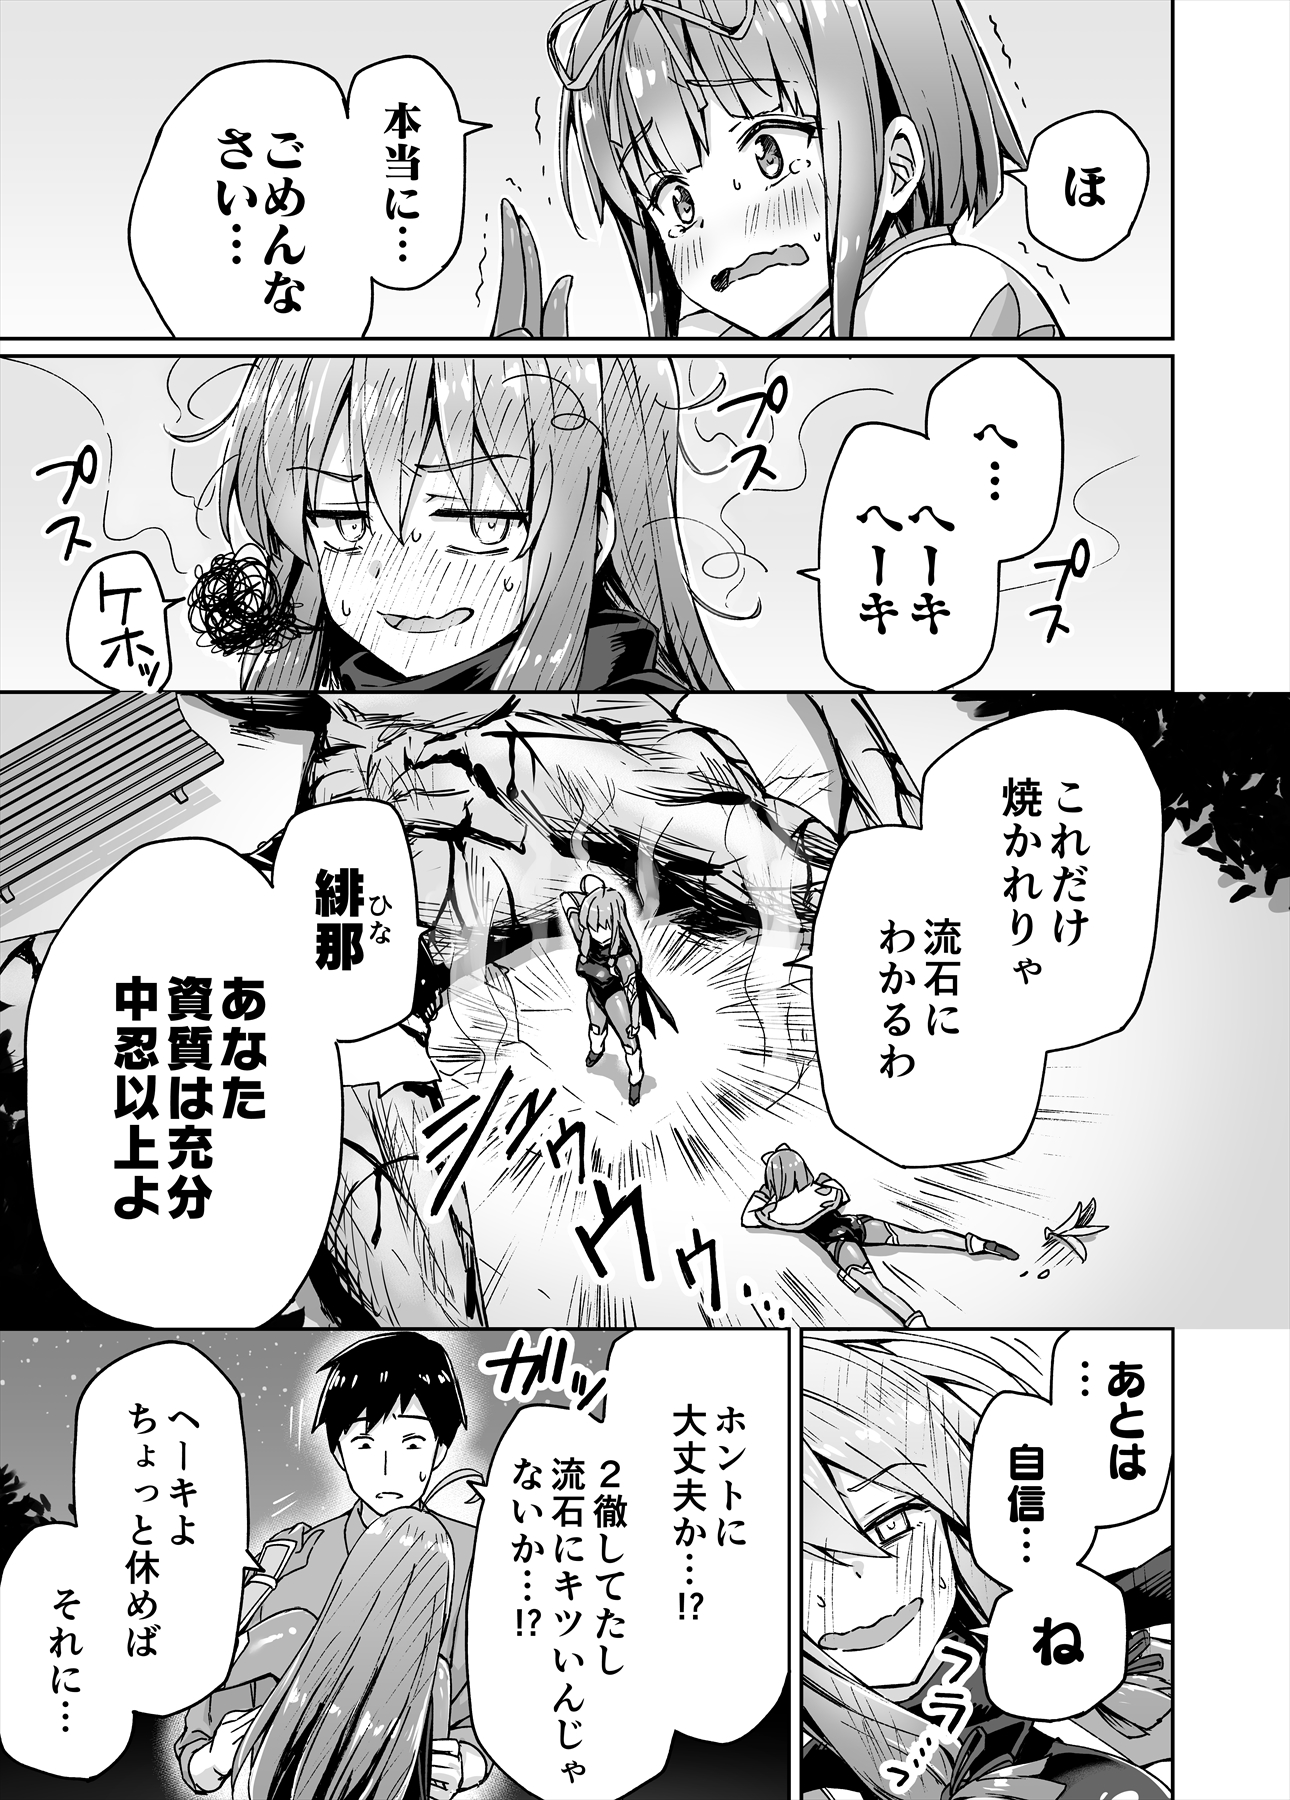 ほ
本当に…
ごめんな
さい…
へ…
へーキ
へーキ
プス
プス
プス
ケホッ
これだけ
焼かれりゃ
流石に
わかるわ
緋那
ひな
あなた
資質は充分
中忍以上よ
シュウウウゥ…
あとは
…
自信…
ね
フラ…
ホントに
大丈夫か…!?
2徹してたし
流石にキツいんじゃ
ないか…!?
ガッ
ヘーキよ
ちょっと休めば
それに…